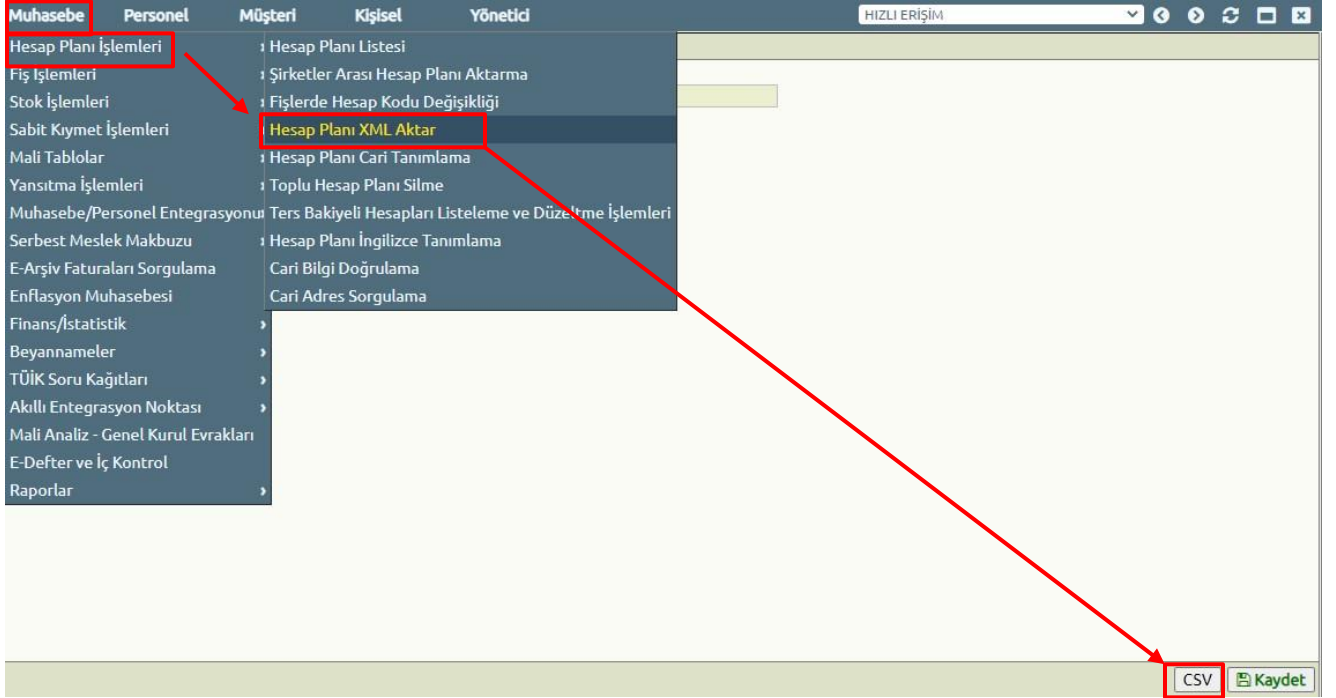 Muhasebe Personel Müşteri Kişisel Yönetici HIZLI ERİŞİM
Hesap Planı İşlemleri
Fiş İşlemleri
Stok İşlemleri
Sabit Kıymet İşlemleri
Mali Tablolar
Yansıtma İşlemleri
Muhasebe/Personel Entegrasyonu
Serbest Meslek Makbuzu
E-Arşiv Faturaları Sorgulama
Enflasyon Muhasebesi
Finans/İstatistik
Beyannameler
TÜİK Soru Kağıtları
Akıllı Entegrasyon Noktası
Mali Analiz - Genel Kurul Evrakları
E-Defter ve İç Kontrol
Raporlar
Hesap Planı Listesi
Şirketler Arası Hesap Planı Aktarma
Fişlerde Hesap Kodu Değişikliği
Hesap Planı XML Aktar
Hesap Planı Cari Tanımlama
Toplu Hesap Planı Silme
Ters Bakiyeli Hesapları Listeleme ve Düzeltme İşlemleri
Hesap Planı İngilizce Tanımlama
Cari Bilgi Doğrulama
Cari Adres Sorgulama
CSV Kaydet